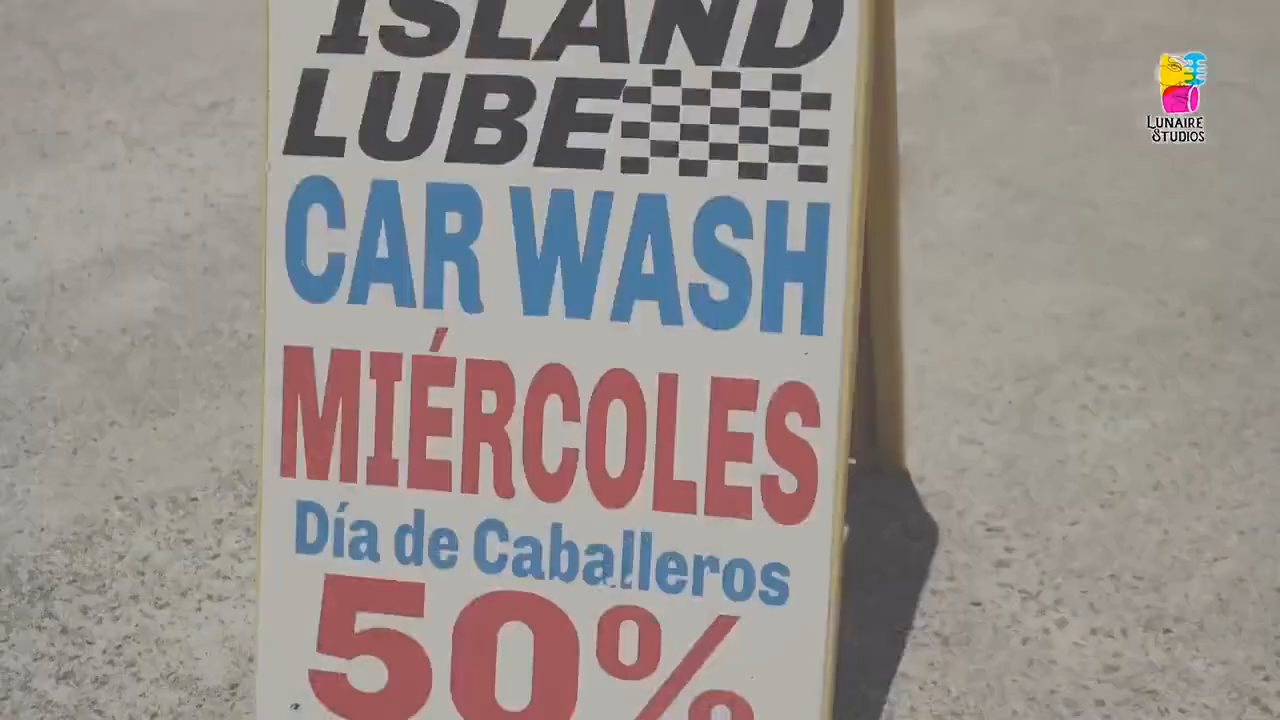 ISLAND
LUBE
CAR WASH
MIÉRCOLES
Día de Caballeros
50%
LUNAIRE
STUDIOS